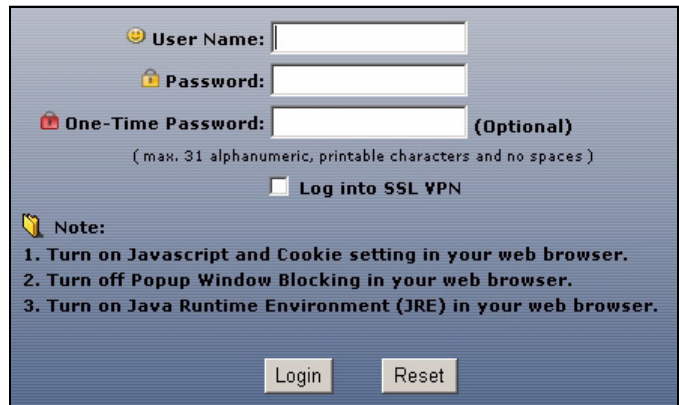 User Name:
Password:
One-Time Password: (Optional)
( max. 31 alphanumeric, printable characters and no spaces )
Log into SSL VPN
Note:
1. Turn on Javascript and Cookie setting in your web browser.
2. Turn off Popup Window Blocking in your web browser.
3. Turn on Java Runtime Environment (JRE) in your web browser.
Login Reset